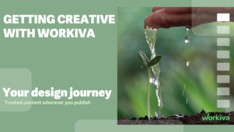 GETTING CREATIVE
WITH WORKIVA
Your design journey
Trusted content wherever you publish
workiva